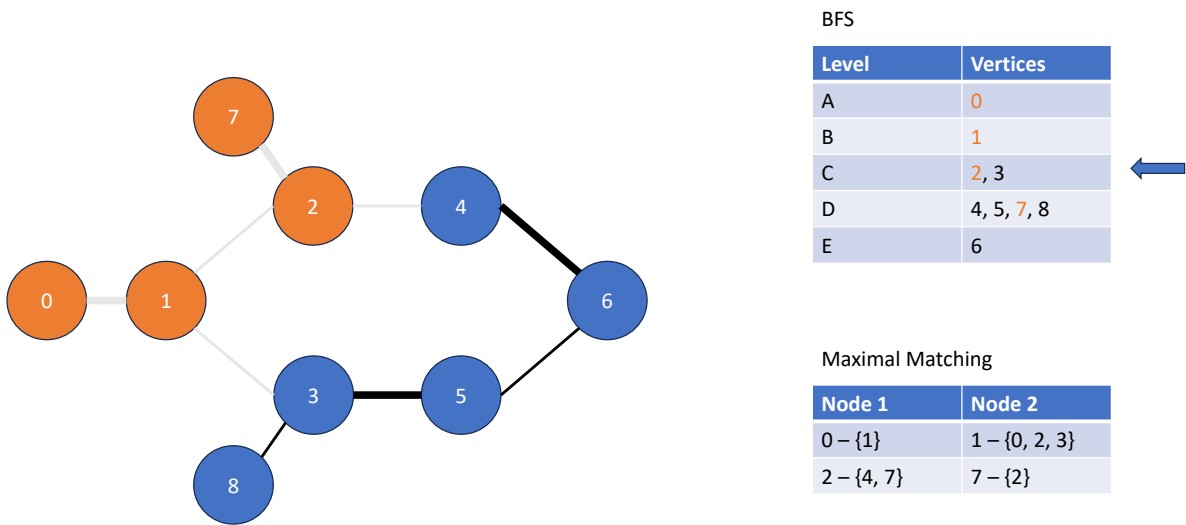 BFS
Level Vertices
A 0
B 1
C 2, 3
D 4, 5, 7, 8
E 6
7
2
4
0
1
6
3
5
8
Maximal Matching
Node 1 Node 2
0 – {1} 1 – {0, 2, 3}
2 – {4, 7} 7 – {2}